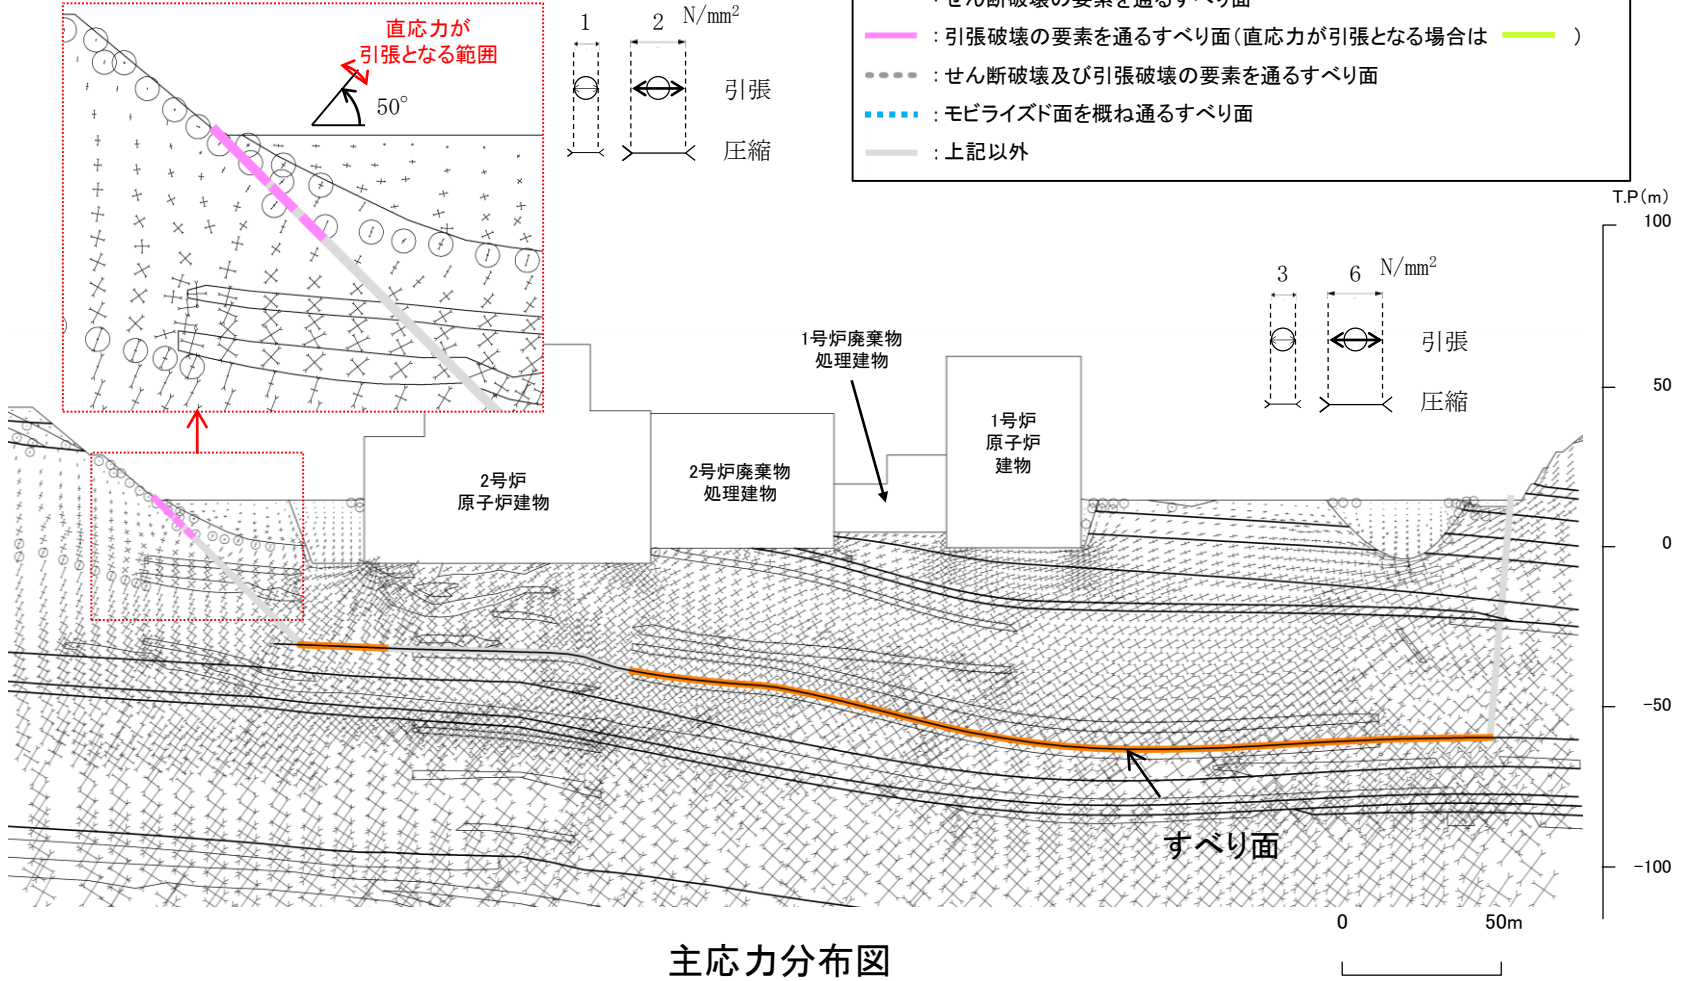 ：せん断破壊の要素を通るすべり面
：引張破壊の要素を通るすべり面（直応力が引張となる場合は　　　）
：せん断破壊及び引張破壊の要素を通るすべり面
：モビライズド面を概ね通るすべり面
：上記以外
直応力が
引張となる範囲
50°
1 2 N/mm²
引張
圧縮
T.P（m）
100
50
0
-50
-100
3 6 N/mm²
引張
圧縮
1号炉廃棄物
処理建物
1号炉
原子炉
建物
2号炉
原子炉建物
2号炉廃棄物
処理建物
すべり面
0 50m
主応力分布図